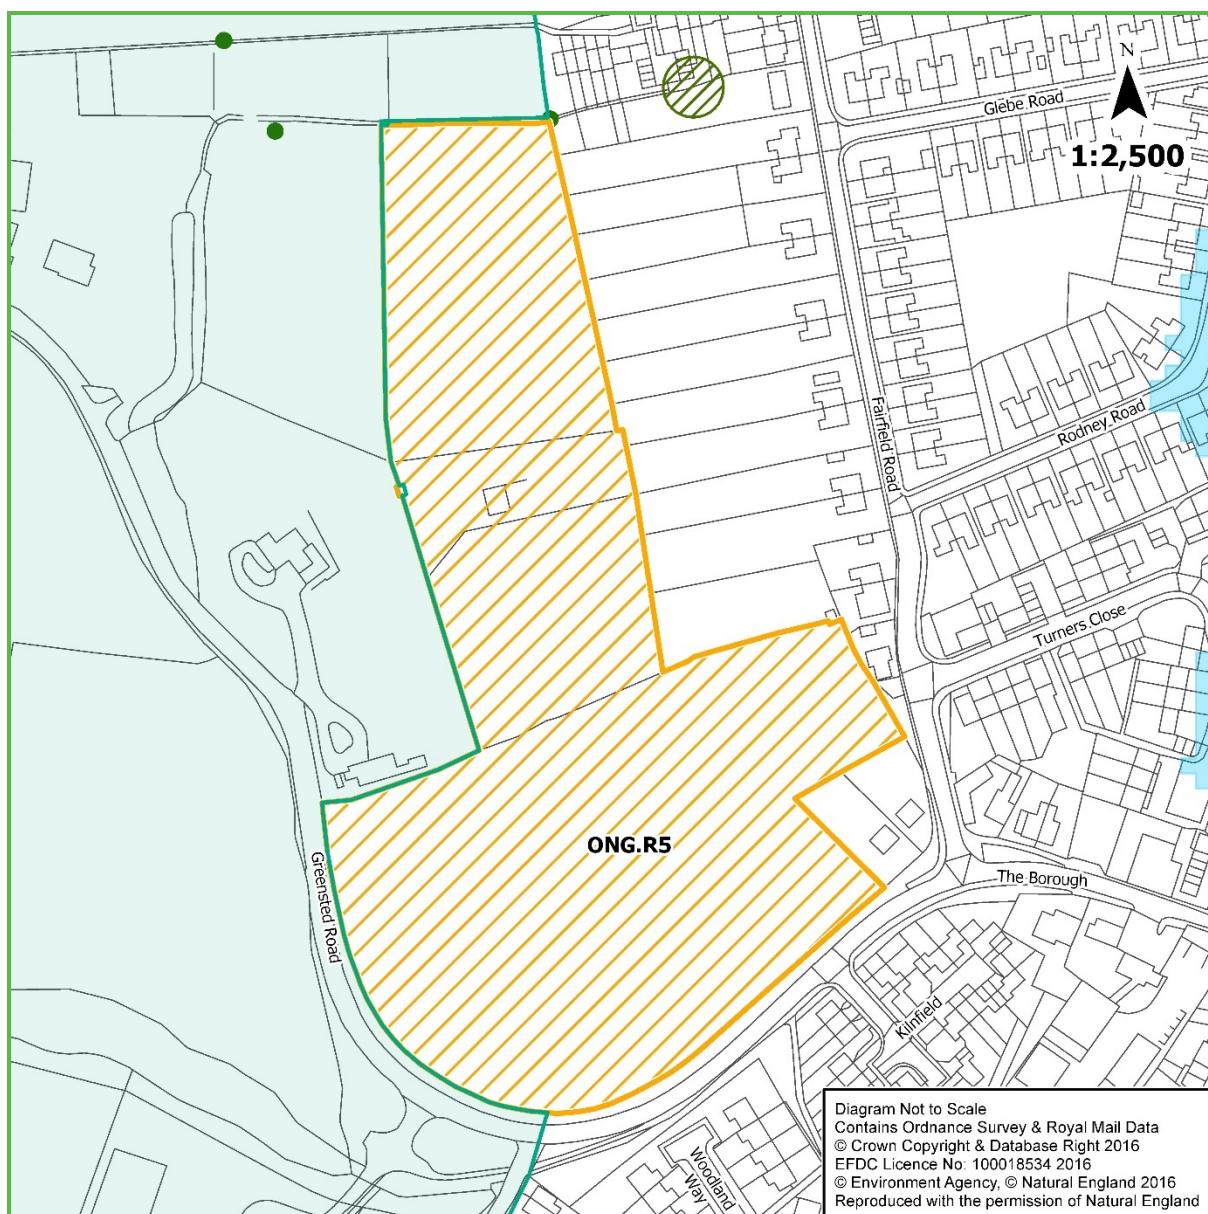 N
1:2,500
Glebe Road
Fairfield Road
Rodney Road
Turners Close
ONG.R5
The Borough
Greensted Road
Kilnfield
Woodland
Way
Diagram Not to Scale
Contains Ordnance Survey & Royal Mail Data
© Crown Copyright & Database Right 2016
EFDC Licence No: 100018534 2016
© Environment Agency, © Natural England 2016
Reproduced with the permission of Natural England